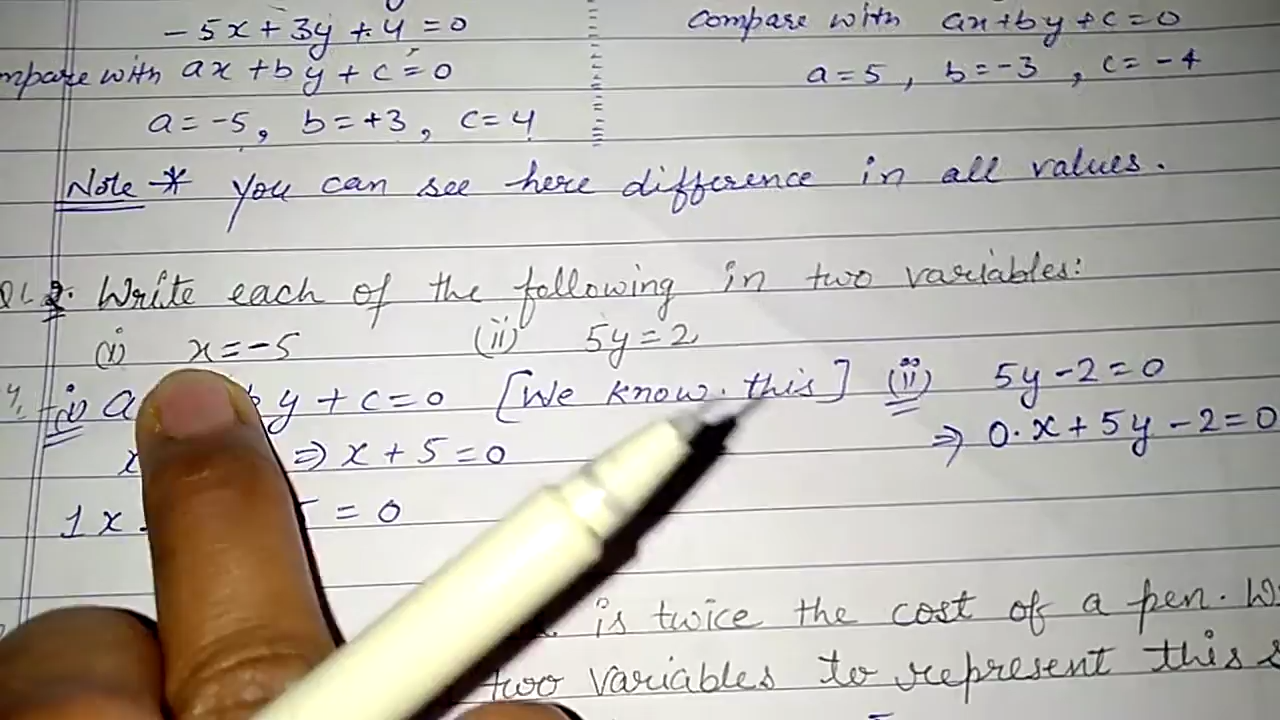 -5x + 3y + 4 = 0
compare with ax + by + c = 0
compare with ax + by + c = 0
a = 5, b = -3, c = -4
a = -5, b = +3, c = 4
Note * you can see here difference in all values.
2. Write each of the following in two variables:
(i) x = -5 (ii) 5y = 2
(i) a y + c = 0 [We know this] (ii) 5y - 2 = 0
x ⇒ x + 5 = 0 ⇒ 0·x + 5y - 2 = 0
1x = 0
is twice the cost of a pen.
two variables to represent this